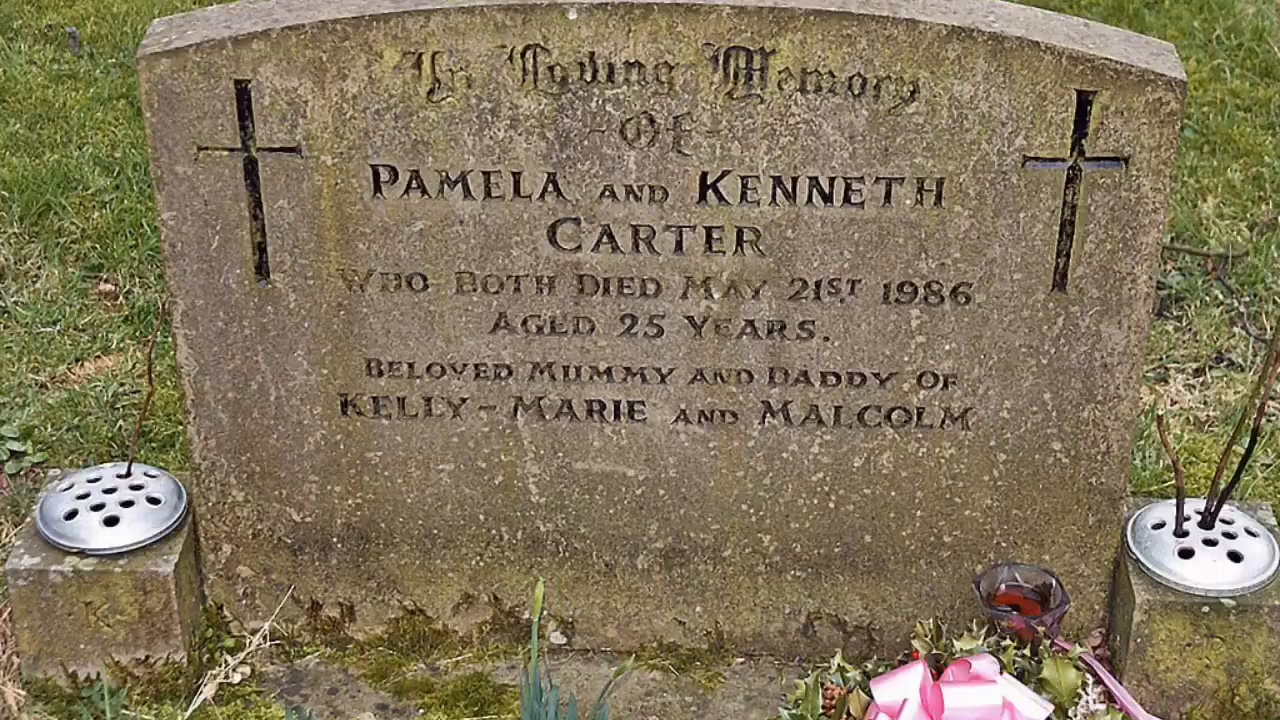 In Loving Memory
- Of -
PAMELA AND KENNETH
CARTER
WHO BOTH DIED MAY 21ST 1986
AGED 25 YEARS.
BELOVED MUMMY AND DADDY OF
KELLY-MARIE AND MALCOLM